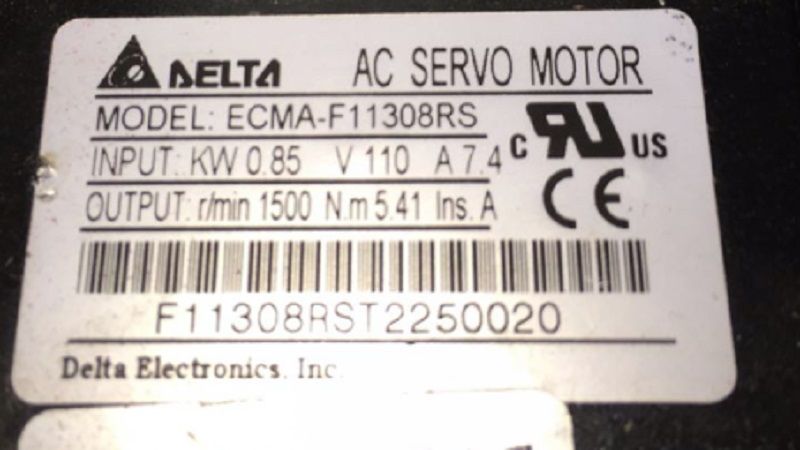 DELTA AC SERVO MOTOR
MODEL: ECMA-F11308RS
INPUT: KW 0.85 V 110 A 7.4
C RU US
OUTPUT: r/min 1500 N.m 5.41 Ins. A
CE
F11308RST2250020
Delta Electronics, Inc.